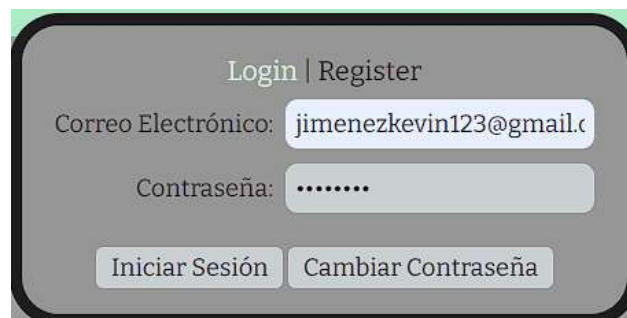 Login | Register
Correo Electrónico: jimenezkevin123@gmail.c
Contraseña: ••••••••
Iniciar Sesión Cambiar Contraseña